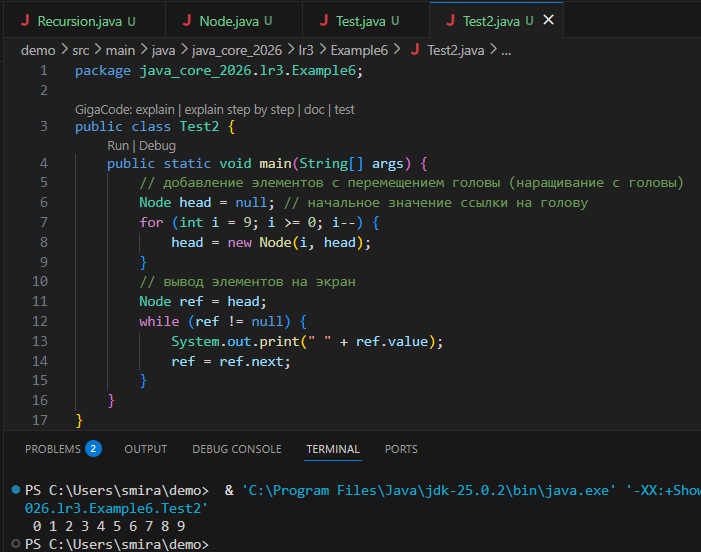 Recursion.java U Node.java U Test.java U Test2.java U
demo > src > main > java > java_core_2026 > lr3 > Example6 > Test2.java > ...
1 package java_core_2026.lr3.Example6;
2
GigaCode: explain | explain step by step | doc | test
3 public class Test2 {
Run | Debug
4 public static void main(String[] args) {
5 // добавление элементов с перемещением головы (наращивание с головы)
6 Node head = null; // начальное значение ссылки на голову
7 for (int i = 9; i >= 0; i--) {
8 head = new Node(i, head);
9 }
10 // вывод элементов на экран
11 Node ref = head;
12 while (ref != null) {
13 System.out.print(" " + ref.value);
14 ref = ref.next;
15 }
16 }
17 }
PROBLEMS 2 OUTPUT DEBUG CONSOLE TERMINAL PORTS
PS C:\Users\smira\demo> & 'C:\Program Files\Java\jdk-25.0.2\bin\java.exe' '-XX:+Show
026.lr3.Example6.Test2'
0 1 2 3 4 5 6 7 8 9
PS C:\Users\smira\demo>